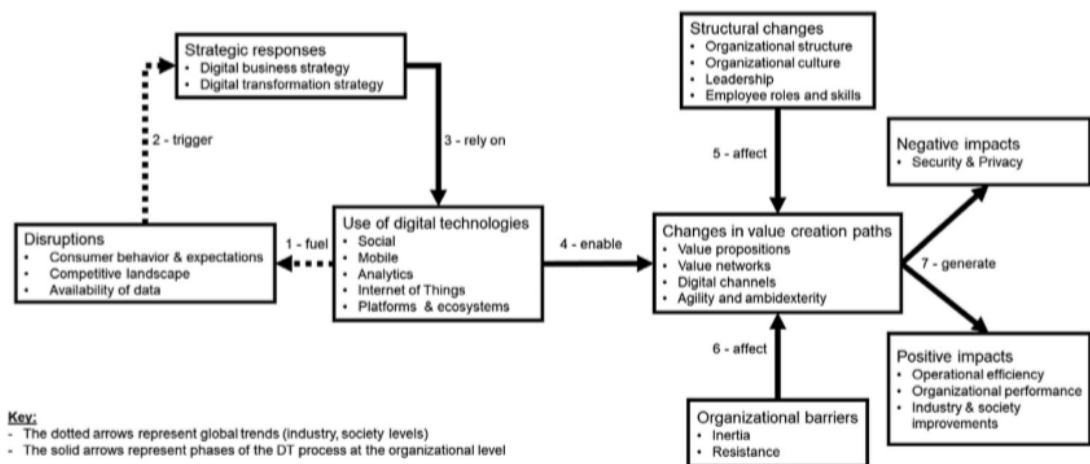 Strategic responses
• Digital business strategy
• Digital transformation strategy
2 - trigger
3 - rely on
Disruptions
• Consumer behavior & expectations
• Competitive landscape
• Availability of data
1 - fuel
Use of digital technologies
• Social
• Mobile
• Analytics
• Internet of Things
• Platforms & ecosystems
4 - enable
Structural changes
• Organizational structure
• Organizational culture
• Leadership
• Employee roles and skills
5 - affect
Changes in value creation paths
• Value propositions
• Value networks
• Digital channels
• Agility and ambidexterity
6 - affect
Organizational barriers
• Inertia
• Resistance
7 - generate
Negative impacts
• Security & Privacy
Positive impacts
• Operational efficiency
• Organizational performance
• Industry & society
improvements
Key:
- The dotted arrows represent global trends (industry, society levels)
- The solid arrows represent phases of the DT process at the organizational level